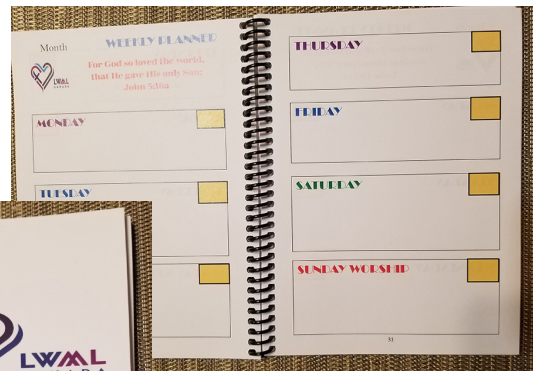 Month
WEEKLY PLANNER
For God so loved the world,
that He gave His only Son;
John 3:16a
LWML
CANADA
MONDAY
TUESDAY
THURSDAY
FRIDAY
SATURDAY
SUNDAY WORSHIP
LWML